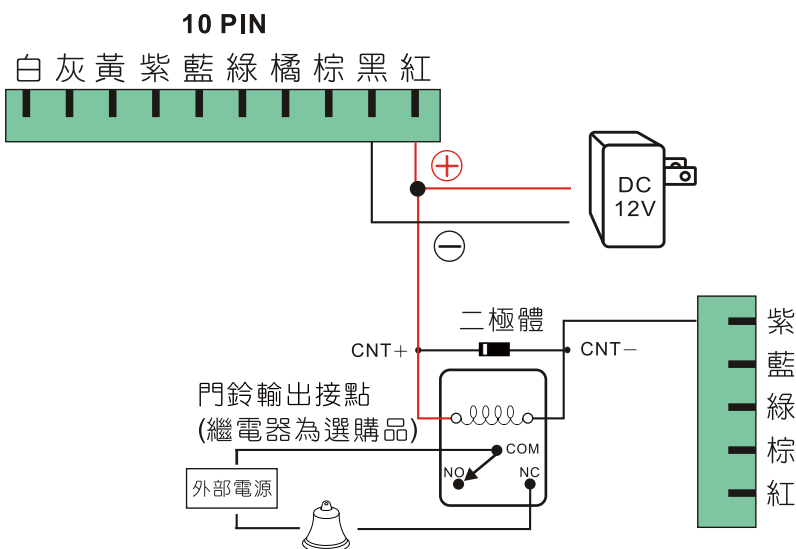 10 PIN
白 灰 黃 紫 藍 綠 橘 棕 黑 紅
+
DC
12V
−
二極體
CNT+
CNT−
紫
藍
綠
棕
紅
門鈴輸出接點
(繼電器為選購品)
COM
NO
NC
外部電源